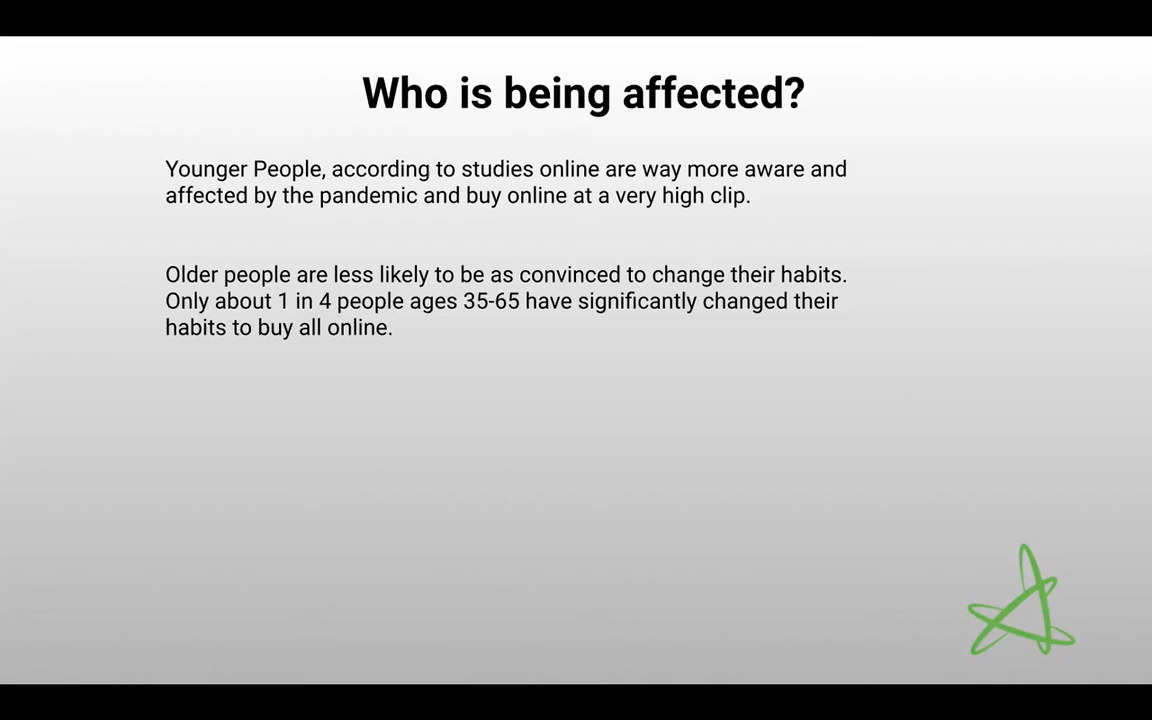 Who is being affected?
Younger People, according to studies online are way more aware and
affected by the pandemic and buy online at a very high clip.
Older people are less likely to be as convinced to change their habits.
Only about 1 in 4 people ages 35-65 have significantly changed their
habits to buy all online.